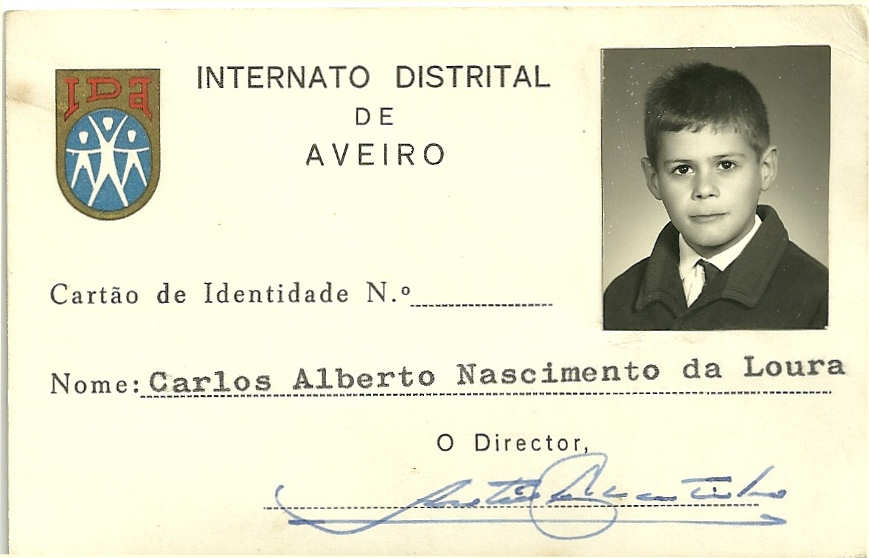 IDA
INTERNATO DISTRITAL
DE
AVEIRO
Cartão de Identidade N.º
Nome: Carlos Alberto Nascimento da Loura
O Director,